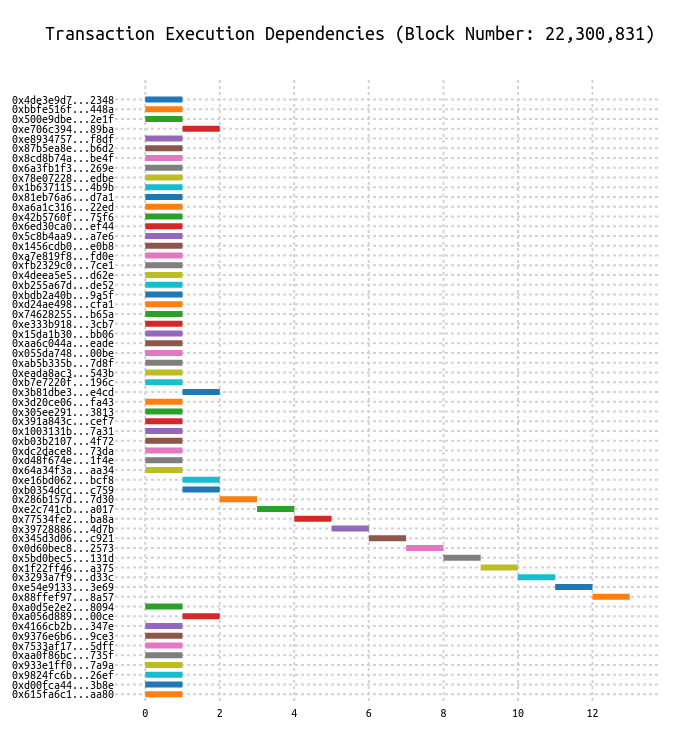 Transaction Execution Dependencies (Block Number: 22,300,831)
0x4de3e9d7...2348
0xbbfe516f...448a
0x500e9dbe...2e1f
0xe706c394...89ba
0xe8934757...f8df
0x87b5ea8e...b6d2
0x8cd8b74a...be4f
0x6a3fb1f3...269e
0x78e07228...edbe
0x1b637115...4b9b
0x81eb76a6...d7a1
0xa6a1c316...22ed
0x42b5760f...75f6
0x6ed30ca0...ef44
0x5c8b4aa9...a7e6
0x1456cdb0...e0b8
0xa7e819f8...fd0e
0xfb2329c0...7ce1
0x4deea5e5...d62e
0xb255a67d...de52
0xbdb2a40b...9a5f
0xd24ae498...cfa1
0x74628255...b65a
0xe333b918...3cb7
0x15da1b30...bb06
0xaa6c044a...eade
0x055da748...00be
0xab5b335b...7d8f
0xeada8ac3...543b
0xb7e7220f...196c
0x3b81dbe3...e4cd
0x3d20ce06...fa43
0x305ee291...3813
0x391a843c...cef7
0x1003131b...7a31
0xb03b2107...4f72
0xdc2dace8...73da
0xd48f674e...1f4e
0x64a34f3a...aa34
0xe16bd062...bcf8
0xb0354dcc...c759
0x286b157d...7d30
0xe2c741cb...a017
0x77534fe2...ba8a
0x39728886...4d7b
0x345d3d06...c921
0x0d60bec8...2573
0x5bd0bec5...131d
0x1f22ff46...a375
0x3293a7f9...d33c
0xe54e9133...3e69
0x88ffef97...8a57
0xa0d5e2e2...8094
0xa056d889...00ce
0x4166cb2b...347e
0x9376e6b6...9ce3
0x7533af17...5dff
0xaa0f86bc...735f
0x933e1ff0...7a9a
0x9824fc6b...26ef
0xd00fca44...3b8e
0x615fa6c1...aa80
0 2 4 6 8 10 12